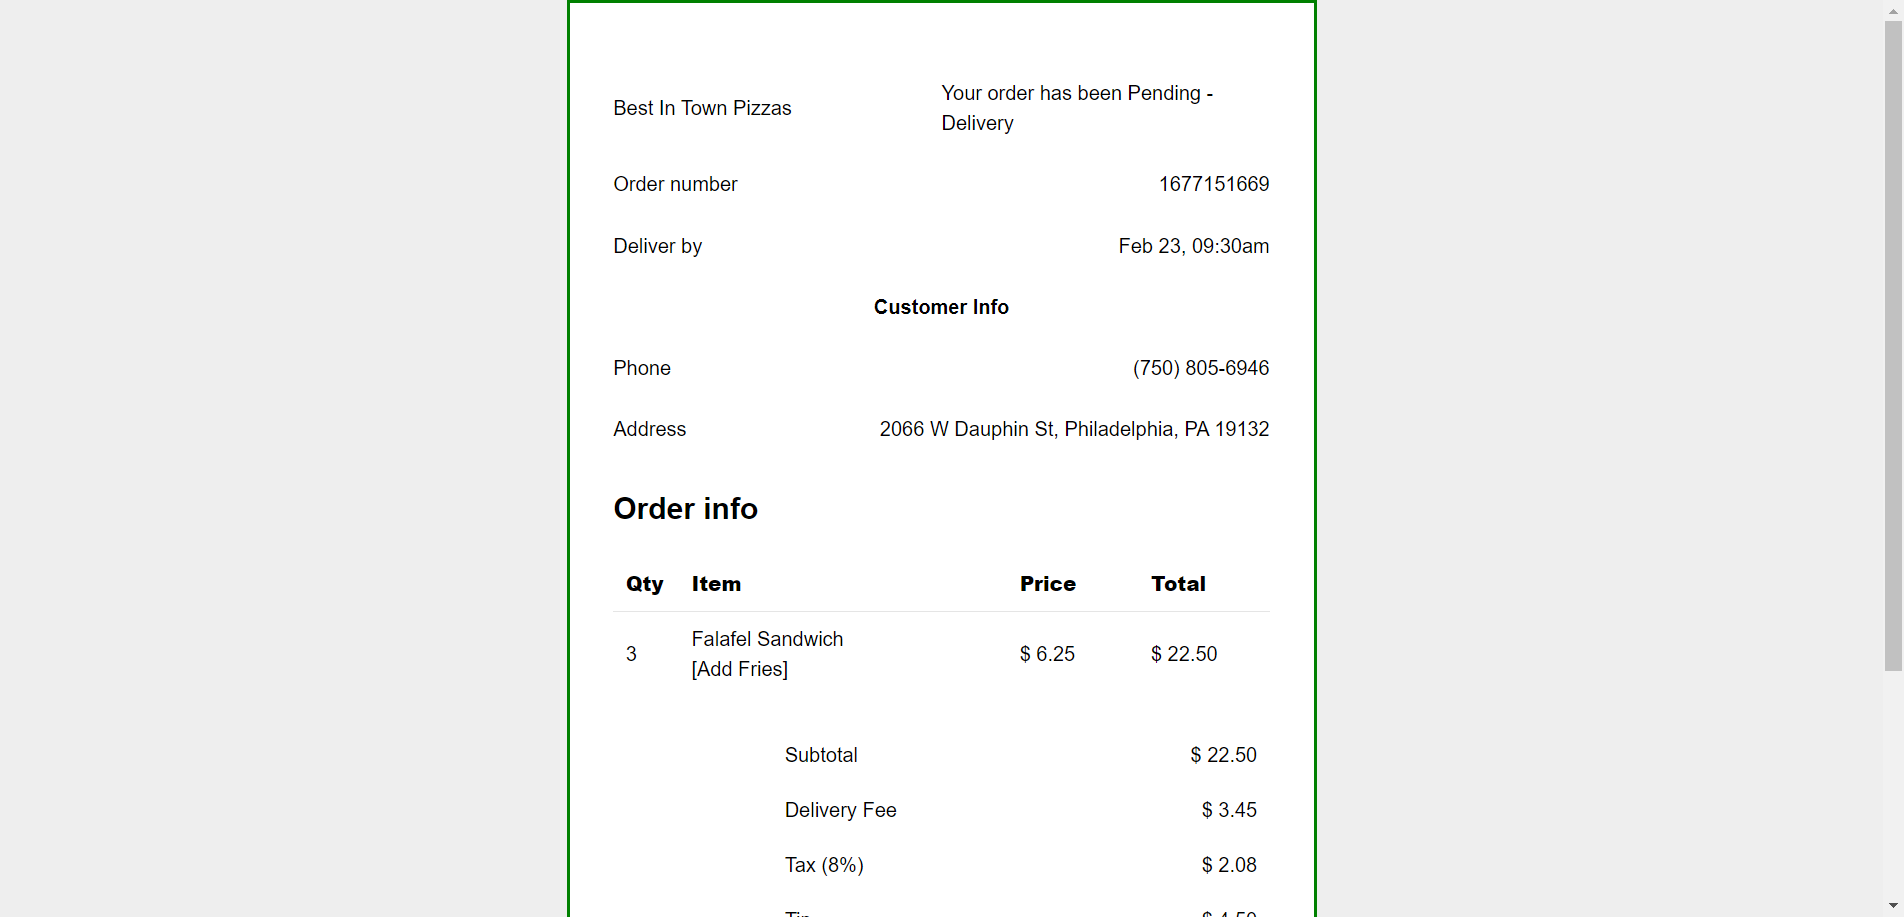 Best In Town Pizzas
Your order has been Pending -
Delivery
Order number 1677151669
Deliver by Feb 23, 09:30am
Customer Info
Phone (750) 805-6946
Address 2066 W Dauphin St, Philadelphia, PA 19132
Order info
Qty Item Price Total
3 Falafel Sandwich [Add Fries] $ 6.25 $ 22.50
Subtotal $ 22.50
Delivery Fee $ 3.45
Tax (8%) $ 2.08